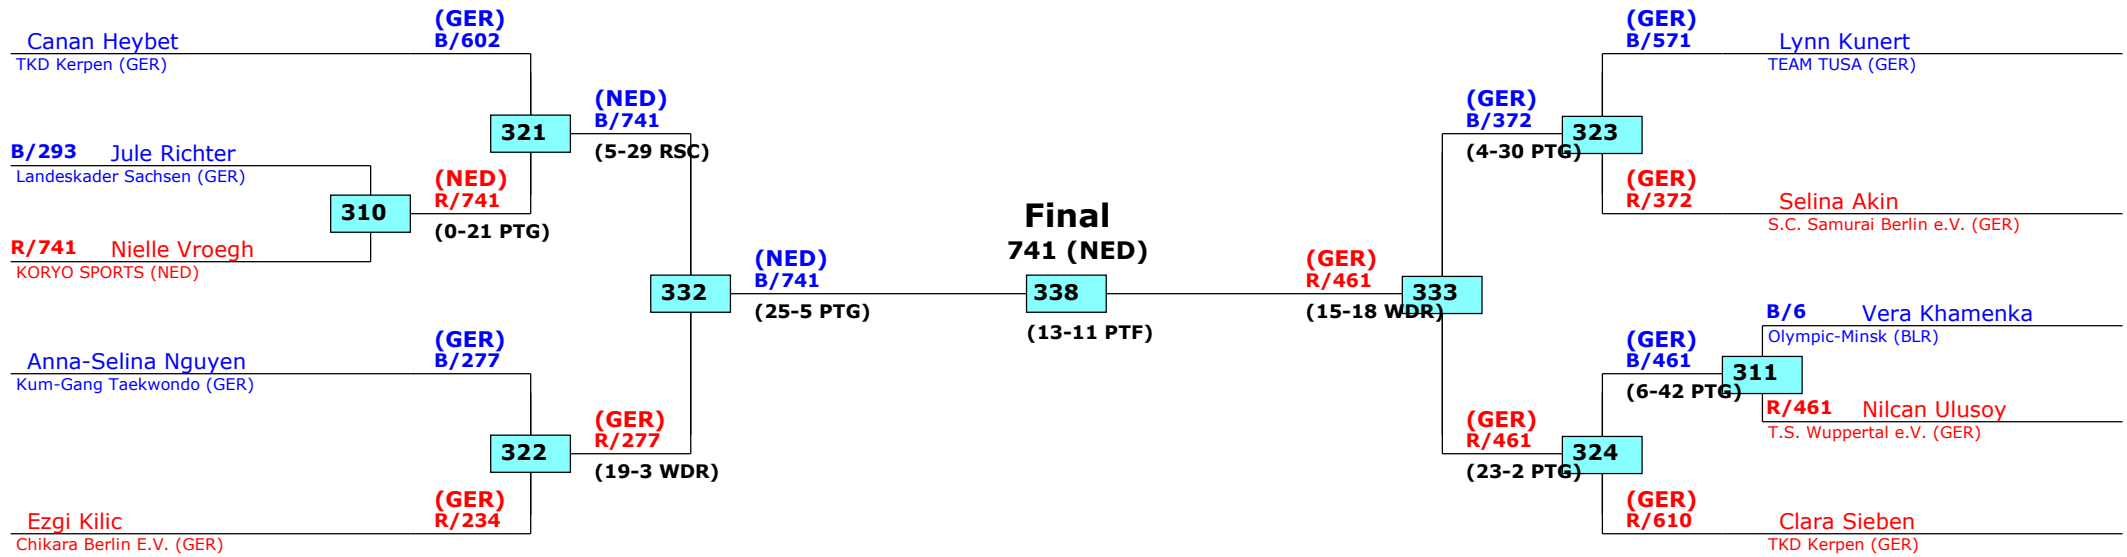 (GER)
B/602
Canan Heybet
TKD Kerpen (GER)
321
(NED)
B/741
(5-29 RSC)
B/293 Jule Richter
Landeskader Sachsen (GER)
310
(NED)
R/741
(0-21 PTG)
R/741 Nielle Vroegh
KORYO SPORTS (NED)
332
(NED)
B/741
(25-5 PTG)
(GER)
B/277
Anna-Selina Nguyen
Kum-Gang Taekwondo (GER)
322
(GER)
R/277
(19-3 WDR)
(GER)
R/234
Ezgi Kilic
Chikara Berlin E.V. (GER)
Final
741 (NED)
338
(13-11 PTF)
(GER)
R/461
(15-18 WDR)
333
(GER)
B/571
Lynn Kunert
TEAM TUSA (GER)
(GER)
B/372
(4-30 PTG)
323
(GER)
R/372
Selina Akin
S.C. Samurai Berlin e.V. (GER)
B/6 Vera Khamenka
Olympic-Minsk (BLR)
(GER)
B/461
(6-42 PTG)
311
R/461 Nilcan Ulusoy
T.S. Wuppertal e.V. (GER)
(GER)
R/461
(23-2 PTG)
324
(GER)
R/610
Clara Sieben
TKD Kerpen (GER)